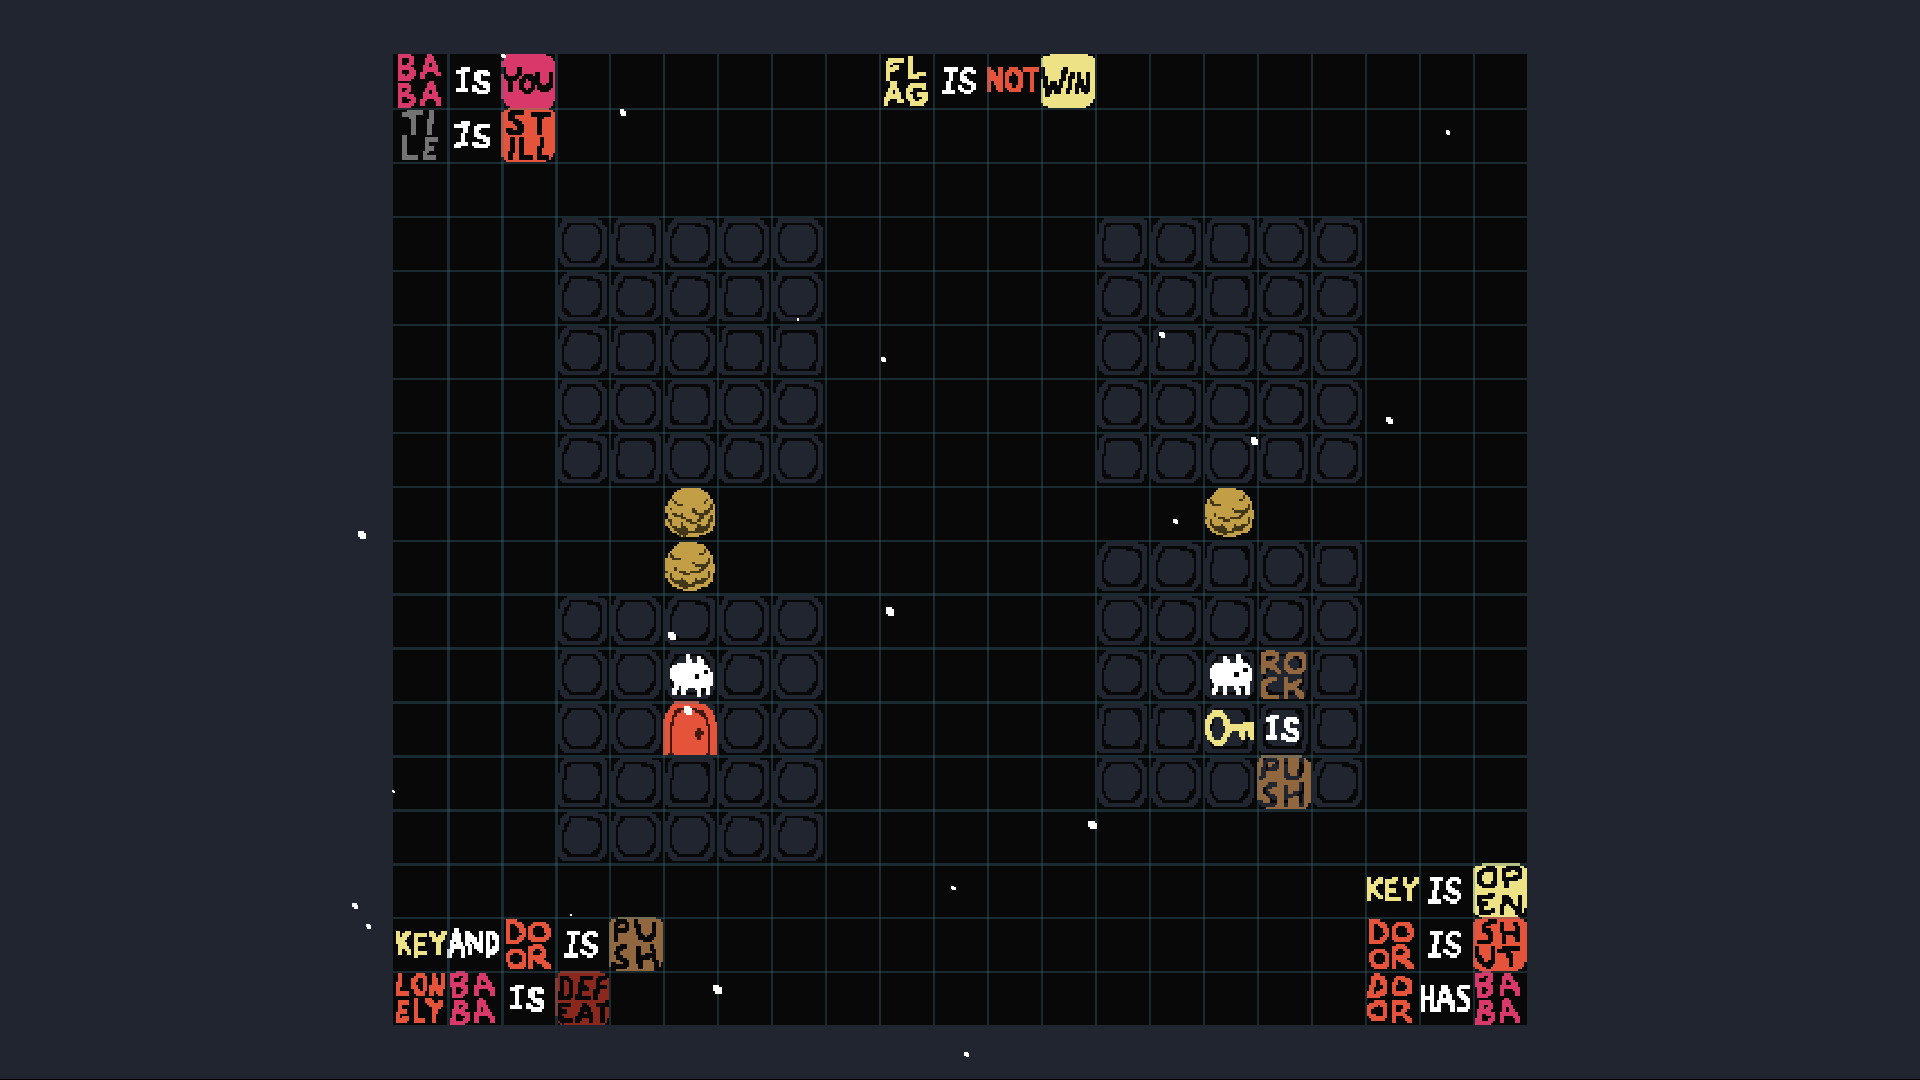 BABA IS YOU
FLAG IS NOT WIN
TILE IS STILL
ROCK
IS
PUSH
KEY IS OPEN
KEY AND DOOR IS PUSH
DOOR IS SHUT
LONELY BABA IS DEFEAT
DOOR HAS BABA